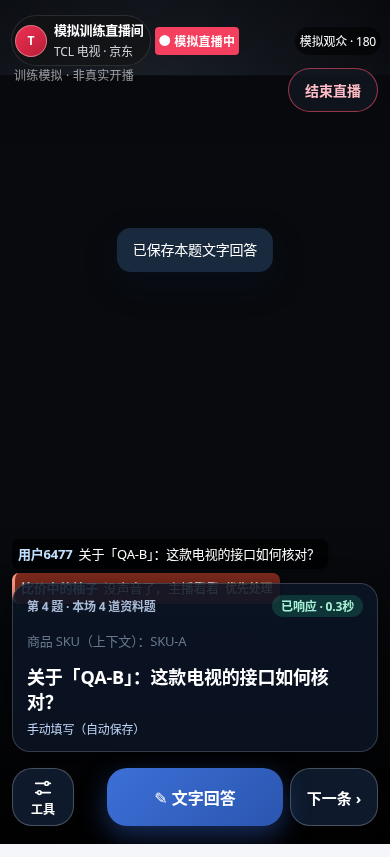 T
模拟训练直播间
TCL 电视 · 京东
模拟直播中
模拟观众 · 180
训练模拟 · 非真实开播
结束直播
已保存本题文字回答
用户6477 关于「QA-B」：这款电视的接口如何核对？
比价中的柚子 没声音了，主播看看 优先处理
第 4 题 · 本场 4 道资料题
已响应 · 0.3秒
商品 SKU（上下文）：SKU-A
关于「QA-B」：这款电视的接口如何核
对？
手动填写（自动保存）
工具
✎ 文字回答
下一条 ›